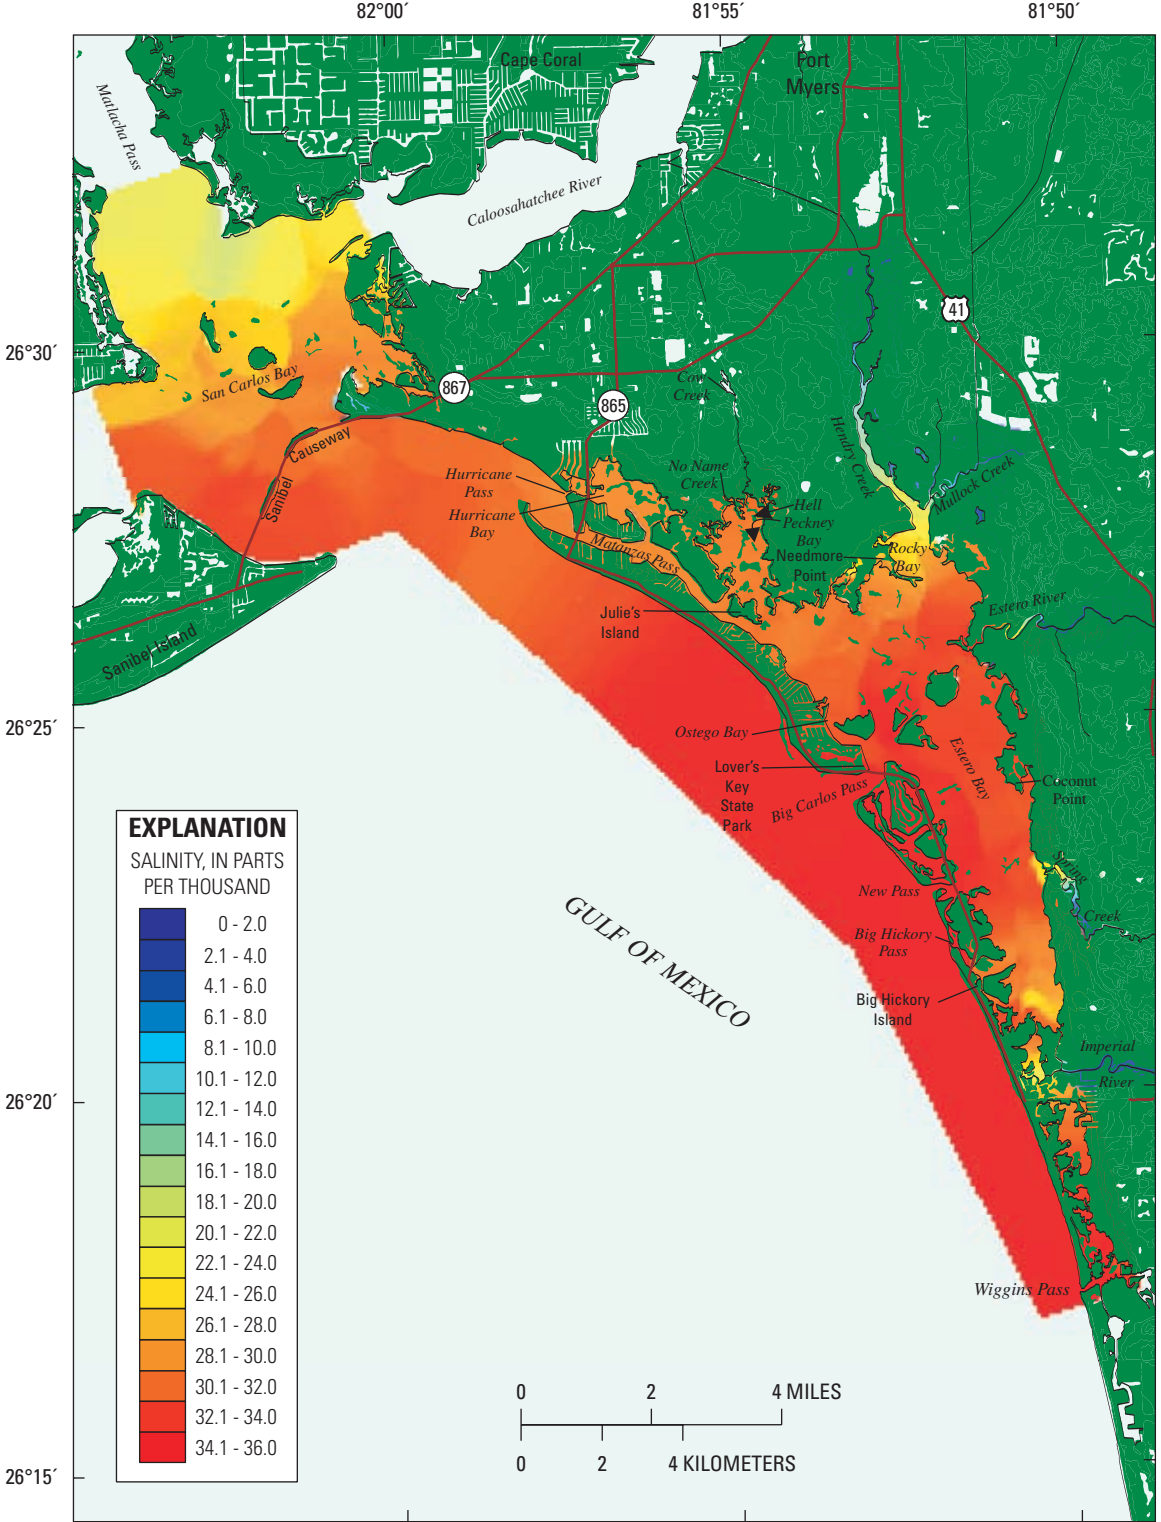 82°00´ 81°55´ 81°50´
Cape Coral
Fort
Myers
Matlacha Pass
Caloosahatchee River
41
26°30´
San Carlos Bay
867
Cow
Creek
865
Hendry Creek
Sanibel Causeway
Hurricane
Pass
No Name
Creek
Mullock Creek
Hurricane
Bay
Hell
Peckney
Bay
Matanzas Pass
Needmore
Point
Rocky
Bay
Julie's
Island
Estero River
Sanibel Island
26°25´
Ostego Bay
Estero Bay
Lover's
Key
State
Park
Big Carlos Pass
Coconut
Point
EXPLANATION
SALINITY, IN PARTS
PER THOUSAND
0 - 2.0
2.1 - 4.0
4.1 - 6.0
6.1 - 8.0
8.1 - 10.0
10.1 - 12.0
12.1 - 14.0
14.1 - 16.0
16.1 - 18.0
18.1 - 20.0
20.1 - 22.0
22.1 - 24.0
24.1 - 26.0
26.1 - 28.0
28.1 - 30.0
30.1 - 32.0
32.1 - 34.0
34.1 - 36.0
Spring
Creek
New Pass
GULF OF MEXICO
Big Hickory
Pass
Big Hickory
Island
Imperial
River
26°20´
Wiggins Pass
0 2 4 MILES
0 2 4 KILOMETERS
26°15´